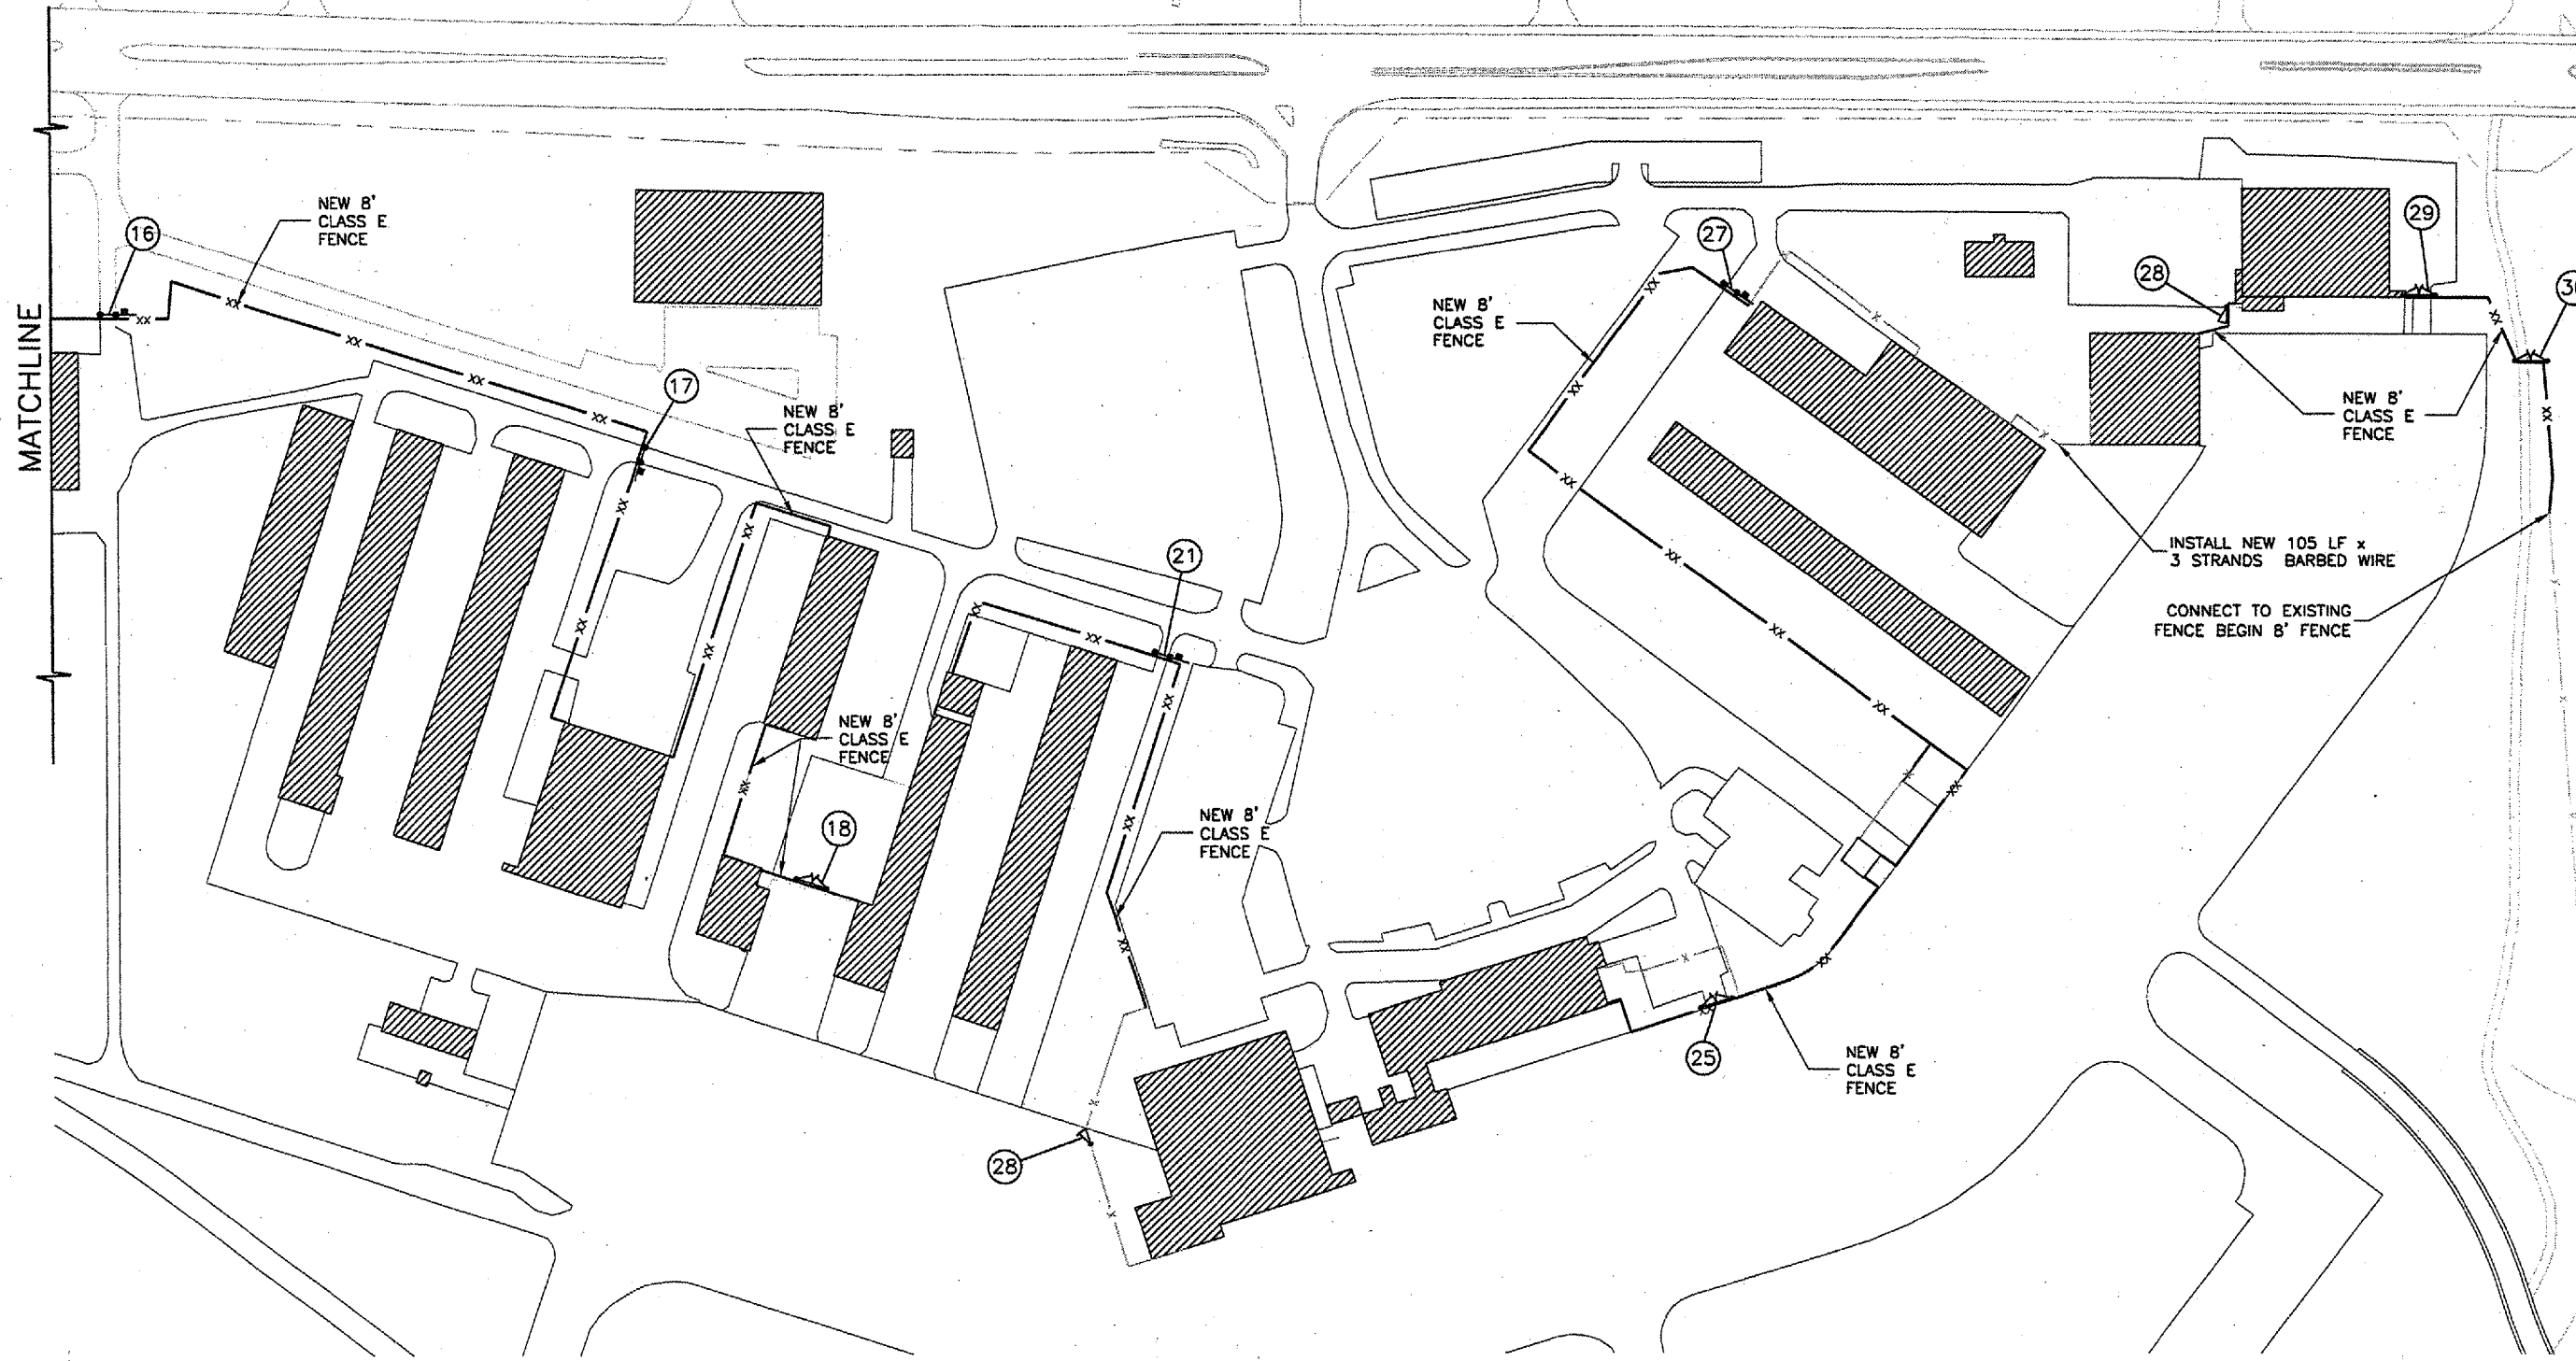 MATCHLINE
16
NEW 8'
CLASS E
FENCE
17
NEW 8'
CLASS E
FENCE
NEW 8'
CLASS E
FENCE
18
21
NEW 8'
CLASS E
FENCE
28
NEW 8'
CLASS E
FENCE
27
25
NEW 8'
CLASS E
FENCE
28
29
NEW 8'
CLASS E
FENCE
INSTALL NEW 105 LF x
3 STRANDS BARBED WIRE
CONNECT TO EXISTING
FENCE BEGIN 8' FENCE